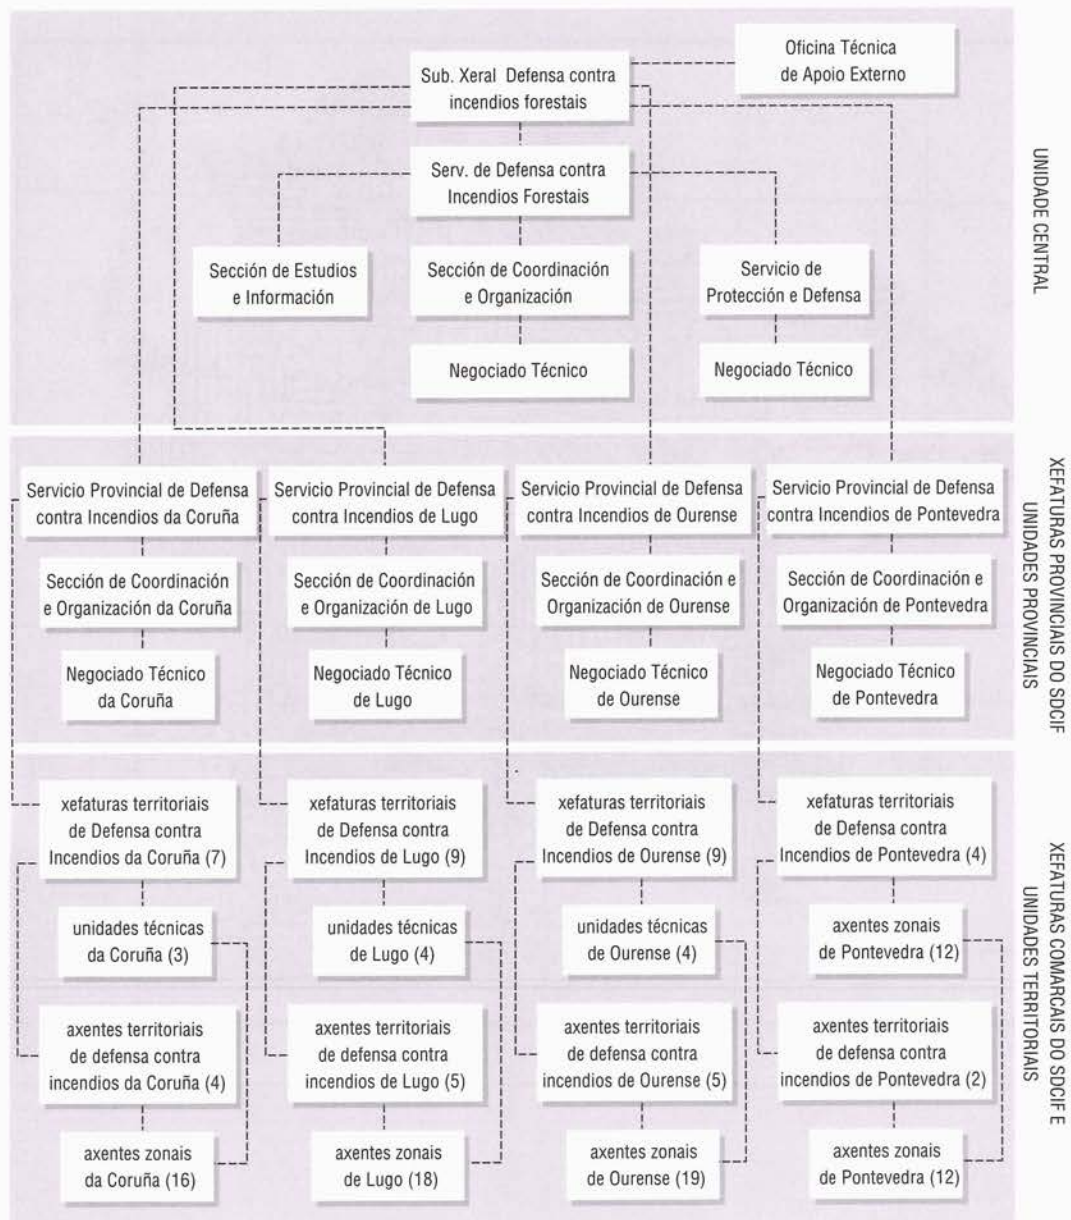 Oficina Técnica
de Apoio Externo
Sub. Xeral Defensa contra
incendios forestais
Serv. de Defensa contra
Incendios Forestais
Sección de Estudios
e Información
Sección de Coordinación
e Organización
Servicio de
Protección e Defensa
Negociado Técnico
Negociado Técnico
UNIDADE CENTRAL
Servicio Provincial de Defensa
contra Incendios da Coruña
Servicio Provincial de Defensa
contra Incendios de Lugo
Servicio Provincial de Defensa
contra Incendios de Ourense
Servicio Provincial de Defensa
contra Incendios de Pontevedra
Sección de Coordinación
e Organización da Coruña
Sección de Coordinación
e Organización de Lugo
Sección de Coordinación e
Organización de Ourense
Sección de Coordinación e
Organización de Pontevedra
Negociado Técnico
da Coruña
Negociado Técnico
de Lugo
Negociado Técnico
de Ourense
Negociado Técnico
de Pontevedra
XEFATURAS PROVINCIAIS DO SDCIF
UNIDADES PROVINCIAIS
xefaturas territoriais
de Defensa contra
Incendios da Coruña (7)
xefaturas territoriais
de Defensa contra
Incendios de Lugo (9)
xefaturas territoriais
de Defensa contra
Incendios de Ourense (9)
xefaturas territoriais
de Defensa contra
Incendios de Pontevedra (4)
unidades técnicas
da Coruña (3)
unidades técnicas
de Lugo (4)
unidades técnicas
de Ourense (4)
axentes zonais
de Pontevedra (12)
axentes territoriais
de defensa contra
incendios da Coruña (4)
axentes territoriais
de defensa contra
incendios de Lugo (5)
axentes territoriais
de defensa contra
incendios de Ourense (5)
axentes territoriais
de defensa contra
incendios de Pontevedra (2)
axentes zonais
da Coruña (16)
axentes zonais
de Lugo (18)
axentes zonais
de Ourense (19)
axentes zonais
de Pontevedra (12)
XEFATURAS COMARCAIS DO SDCIF E
UNIDADES TERRITORIAIS